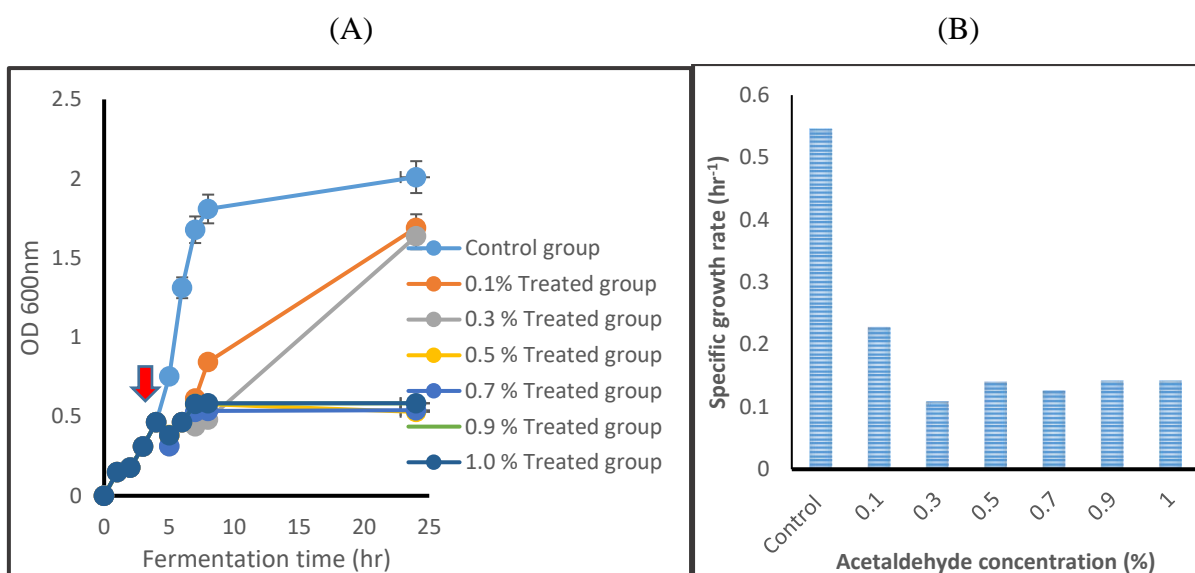 (A)
(B)
2.5
2
1.5
1
0.5
0
OD 600nm
0 5 10 15 20 25
Fermentation time (hr)
Control group
0.1% Treated group
0.3 % Treated group
0.5 % Treated group
0.7 % Treated group
0.9 % Treated group
1.0 % Treated group
0.6
0.5
0.4
0.3
0.2
0.1
0
Specific growth rate (hr⁻¹)
Control 0.1 0.3 0.5 0.7 0.9 1
Acetaldehyde concentration (%)